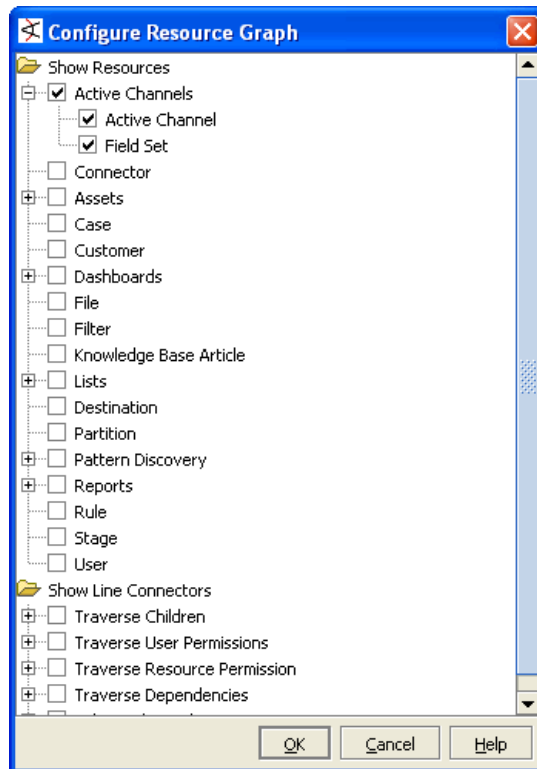 Configure Resource Graph
Show Resources
Active Channels
Active Channel
Field Set
Connector
Assets
Case
Customer
Dashboards
File
Filter
Knowledge Base Article
Lists
Destination
Partition
Pattern Discovery
Reports
Rule
Stage
User
Show Line Connectors
Traverse Children
Traverse User Permissions
Traverse Resource Permission
Traverse Dependencies
OK
Cancel
Help